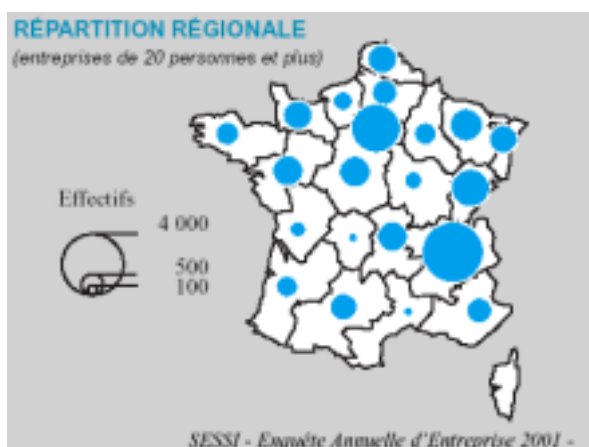 RÉPARTITION RÉGIONALE
(entreprises de 20 personnes et plus)
Effectifs
4 000
500
100
SESSI - Enquête Annuelle d'Entreprise 2001 -